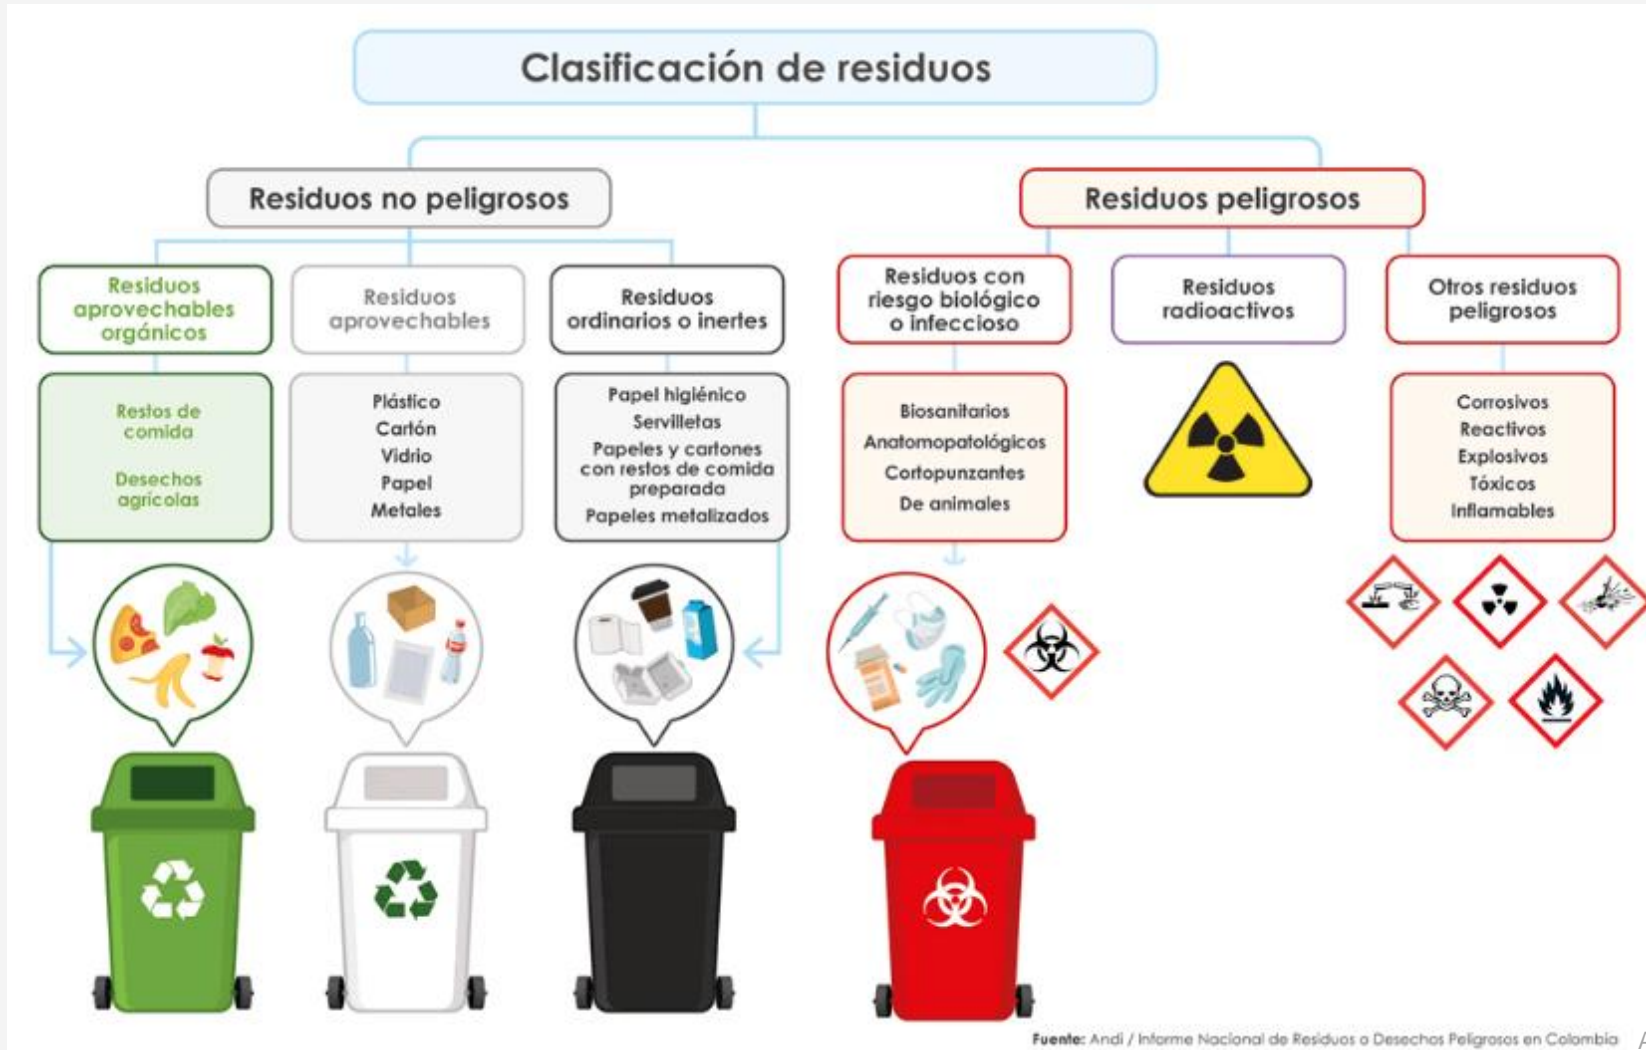 Clasificación de residuos
Residuos no peligrosos
Residuos peligrosos
Residuos
aprovechables
orgánicos
Residuos
aprovechables
Residuos
ordinarios o inertes
Residuos con
riesgo biológico
o infeccioso
Residuos
radioactivos
Otros residuos
peligrosos
Restos de
comida
Desechos
agrícolas
Plástico
Cartón
Vidrio
Papel
Metales
Papel higiénico
Servilletas
Papeles y cartones
con restos de comida
preparada
Papeles metalizados
Biosanitarios
Anatomopatológicos
Cortopunzantes
De animales
Corrosivos
Reactivos
Explosivos
Tóxicos
Inflamables
Fuente: Andi / Informe Nacional de Residuos o Desechos Peligrosos en Colombia